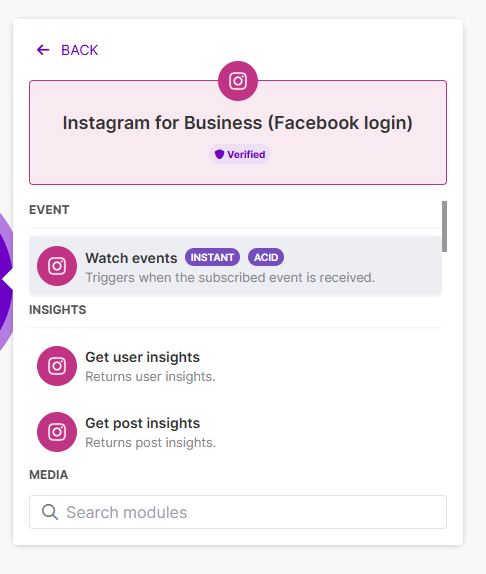 BACK
Instagram for Business (Facebook login)
Verified
EVENT
Watch events INSTANT ACID
Triggers when the subscribed event is received.
INSIGHTS
Get user insights
Returns user insights.
Get post insights
Returns post insights.
MEDIA
Search modules